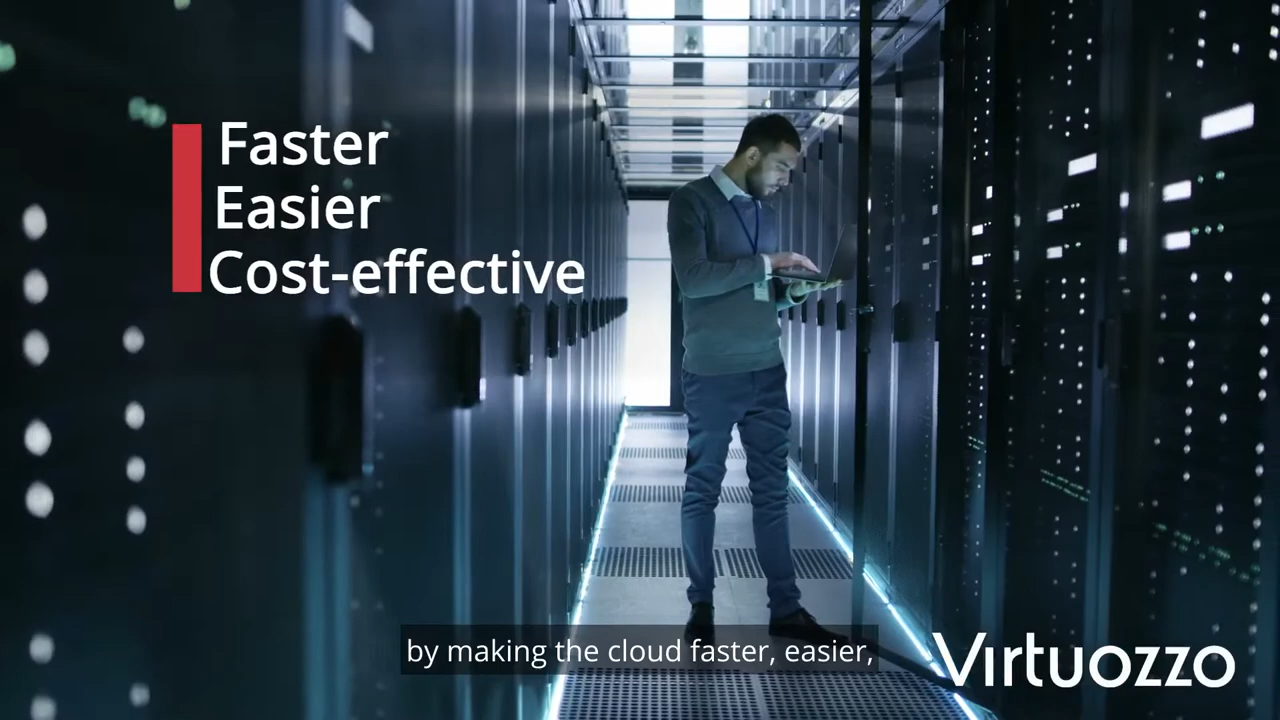 Faster
Easier
Cost-effective
by making the cloud faster, easier,
Virtuozzo